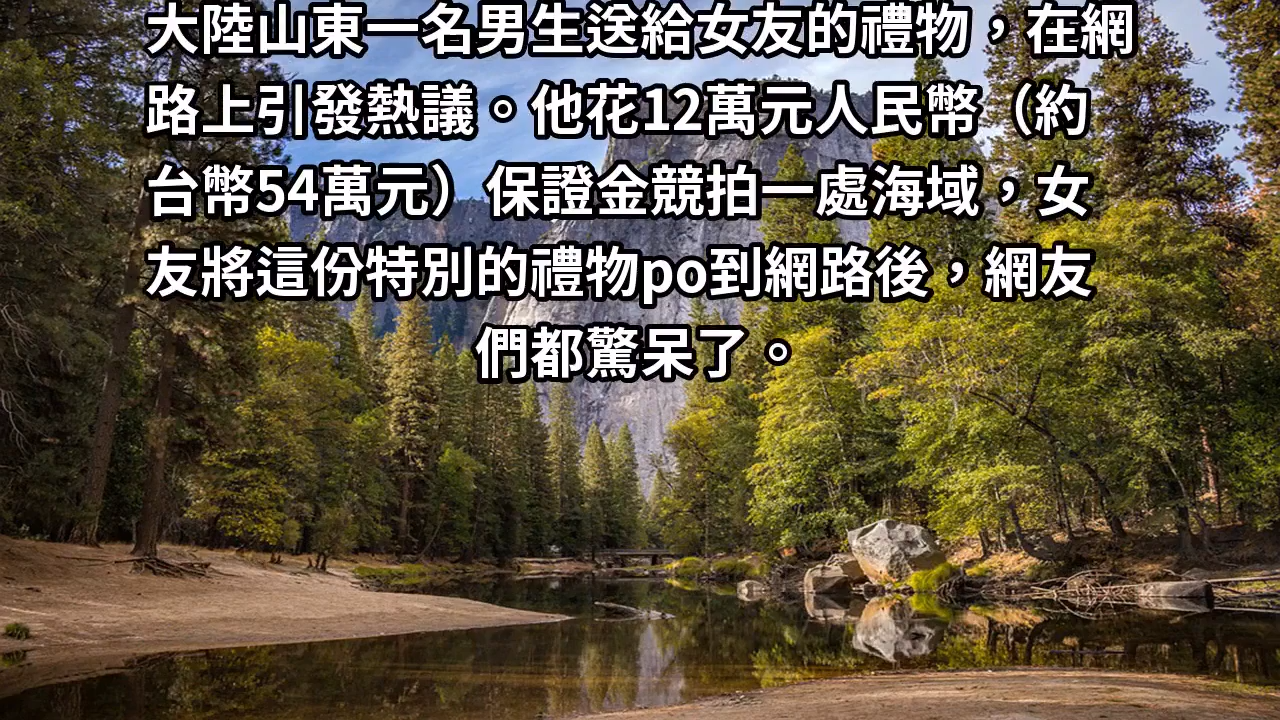 大陸山東一名男生送給女友的禮物，在網
路上引發熱議。他花12萬元人民幣（約
台幣54萬元）保證金競拍一處海域，女
友將這份特別的禮物po到網路後，網友
們都驚呆了。